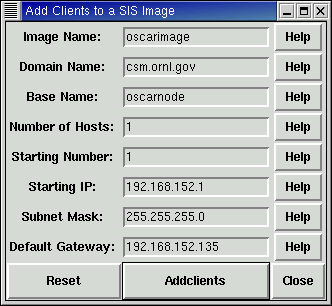 Add Clients to a SIS Image
Image Name: oscarimage Help
Domain Name: csm.ornl.gov Help
Base Name: oscarnode Help
Number of Hosts: 1 Help
Starting Number: 1 Help
Starting IP: 192.168.152.1 Help
Subnet Mask: 255.255.255.0 Help
Default Gateway: 192.168.152.135 Help
Reset Addclients Close